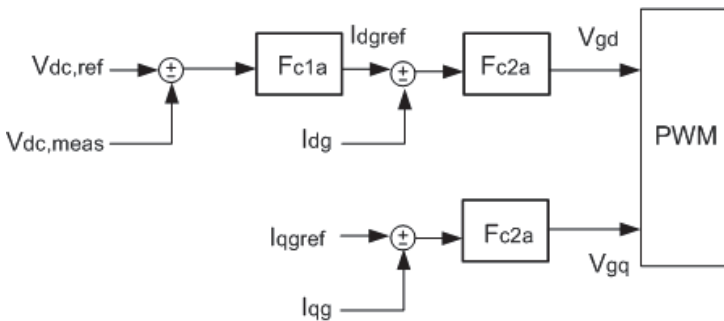 Idgref
Vgd
Vdc,ref
±
Fc1a
±
Fc2a
Vdc,meas
Idg
PWM
Iqgref
±
Fc2a
Vgq
Iqg